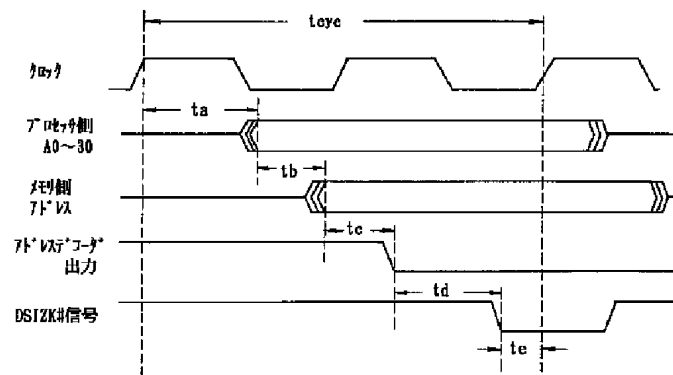 tcyc
クロック
ta
プロセッサ側
A0～30
tb
メモリ側
アドレス
tc
アドレスデコーダ
出力
td
DSIZK#信号
te